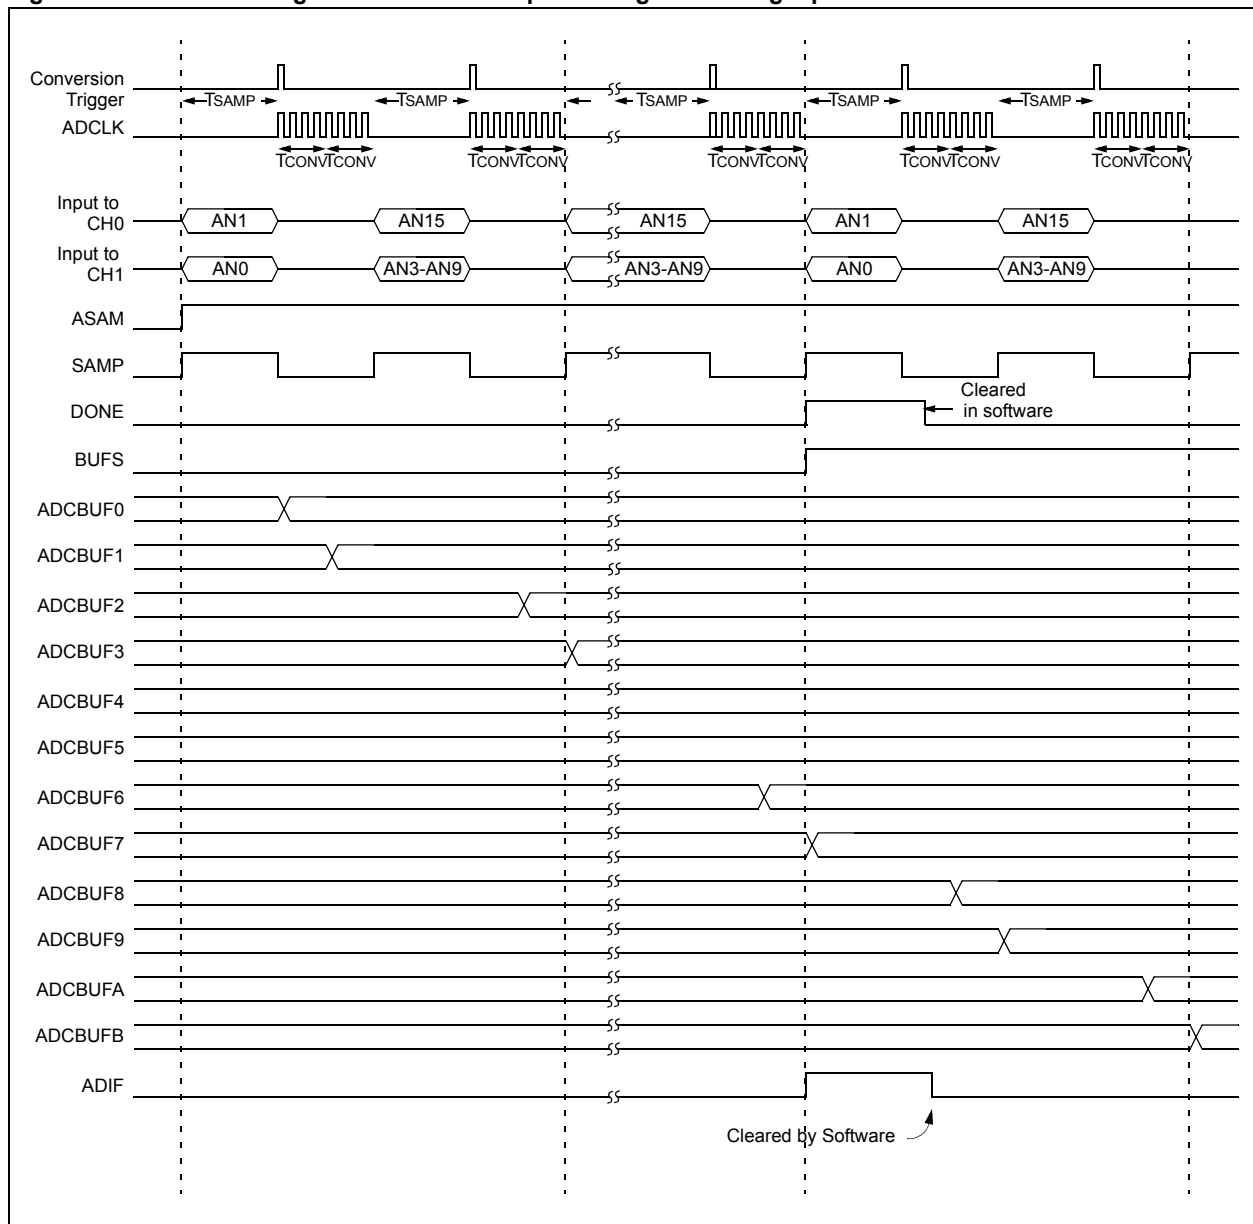 Conversion
Trigger
TSAMP TSAMP TSAMP TSAMP TSAMP
ADCLK
TCONV TCONV TCONV TCONV TCONV TCONV TCONV TCONV TCONV TCONV
Input to
CH0
AN1 AN15 AN15 AN1 AN15
Input to
CH1
AN0 AN3-AN9 AN3-AN9 AN0 AN3-AN9
ASAM
SAMP
DONE
Cleared
in software
BUFS
ADCBUF0
ADCBUF1
ADCBUF2
ADCBUF3
ADCBUF4
ADCBUF5
ADCBUF6
ADCBUF7
ADCBUF8
ADCBUF9
ADCBUFA
ADCBUFB
ADIF
Cleared by Software